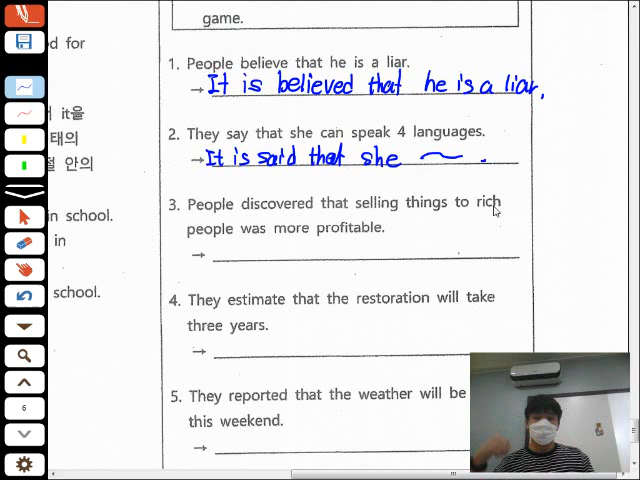 game.
d for
1. People believe that he is a liar.
→ It is believed that he is a liar.
it을
2. They say that she can speak 4 languages.
태의
→ It is said that she ~ .
절 안의
3. People discovered that selling things to rich
people was more profitable.
→
in school.
in
4. They estimate that the restoration will take
three years.
→
school.
5. They reported that the weather will be
this weekend.
→
6